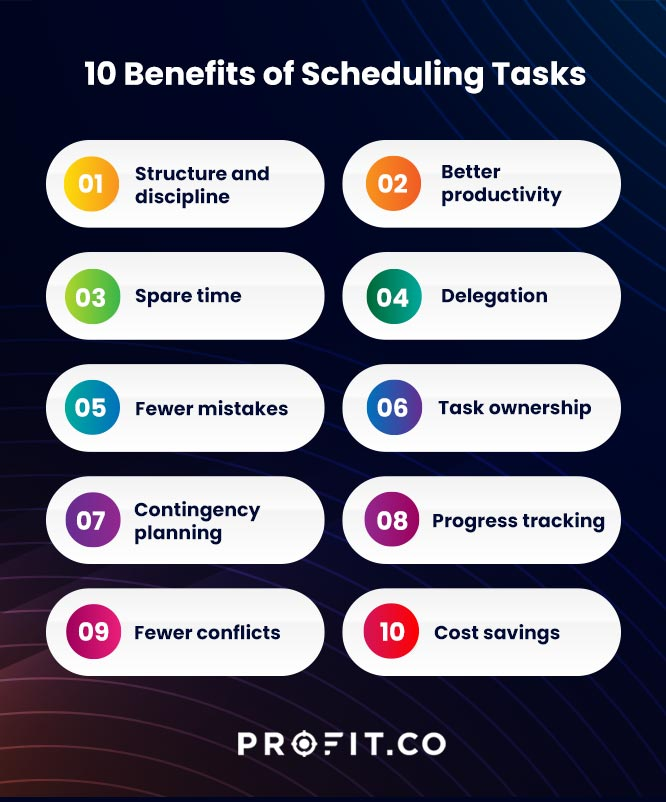 10 Benefits of Scheduling Tasks
01
Structure and
discipline
02
Better
productivity
03
Spare time
04
Delegation
05
Fewer mistakes
06
Task ownership
07
Contingency
planning
08
Progress tracking
09
Fewer conflicts
10
Cost savings
PROFIT.CO